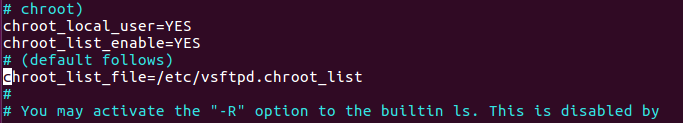 # chroot)
chroot_local_user=YES
chroot_list_enable=YES
# (default follows)
chroot_list_file=/etc/vsftpd.chroot_list
#
# You may activate the "-R" option to the builtin ls. This is disabled by